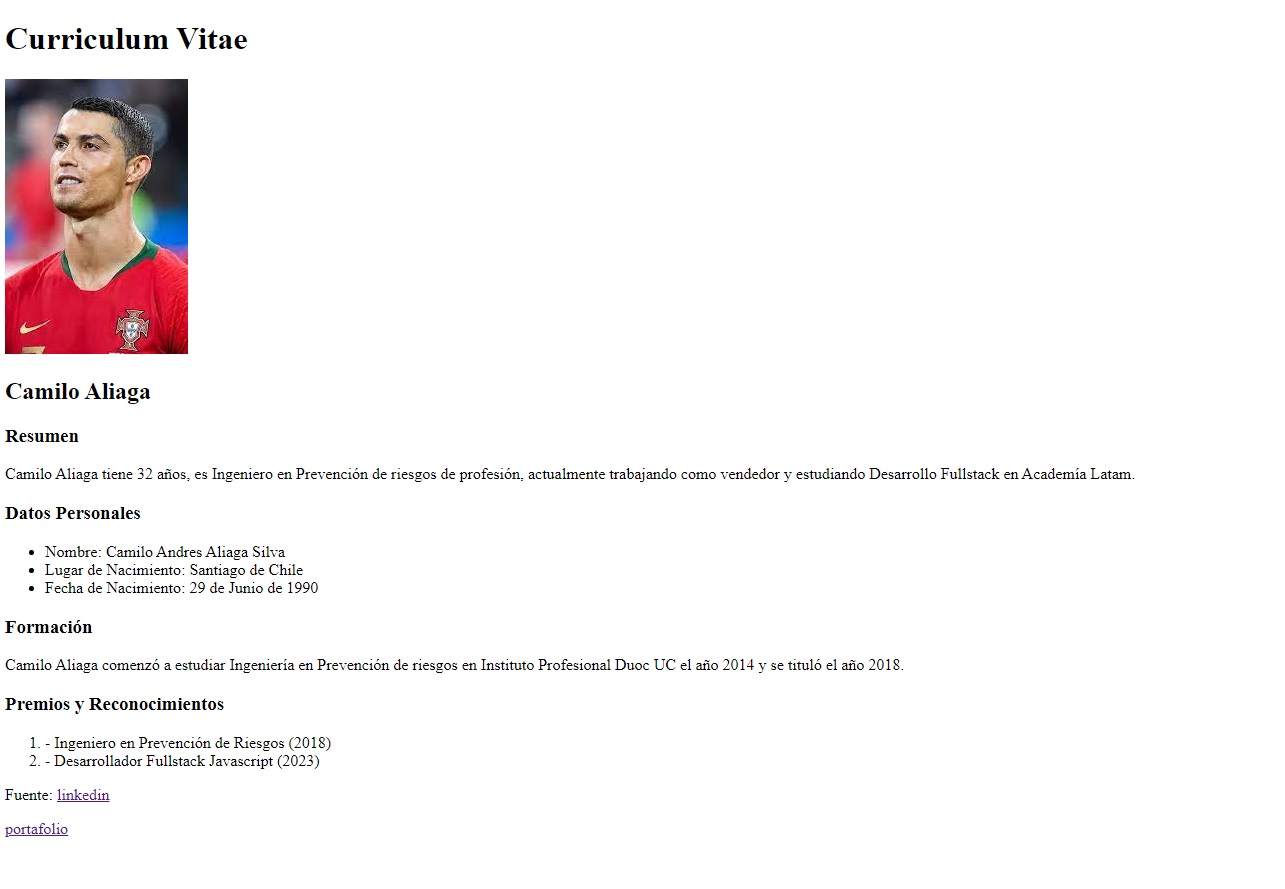 Curriculum Vitae
Camilo Aliaga
Resumen
Camilo Aliaga tiene 32 años, es Ingeniero en Prevención de riesgos de profesión, actualmente trabajando como vendedor y estudiando Desarrollo Fullstack en Academía Latam.
Datos Personales
• Nombre: Camilo Andres Aliaga Silva
• Lugar de Nacimiento: Santiago de Chile
• Fecha de Nacimiento: 29 de Junio de 1990
Formación
Camilo Aliaga comenzó a estudiar Ingeniería en Prevención de riesgos en Instituto Profesional Duoc UC el año 2014 y se tituló el año 2018.
Premios y Reconocimientos
1. - Ingeniero en Prevención de Riesgos (2018)
2. - Desarrollador Fullstack Javascript (2023)
Fuente: linkedin
portafolio